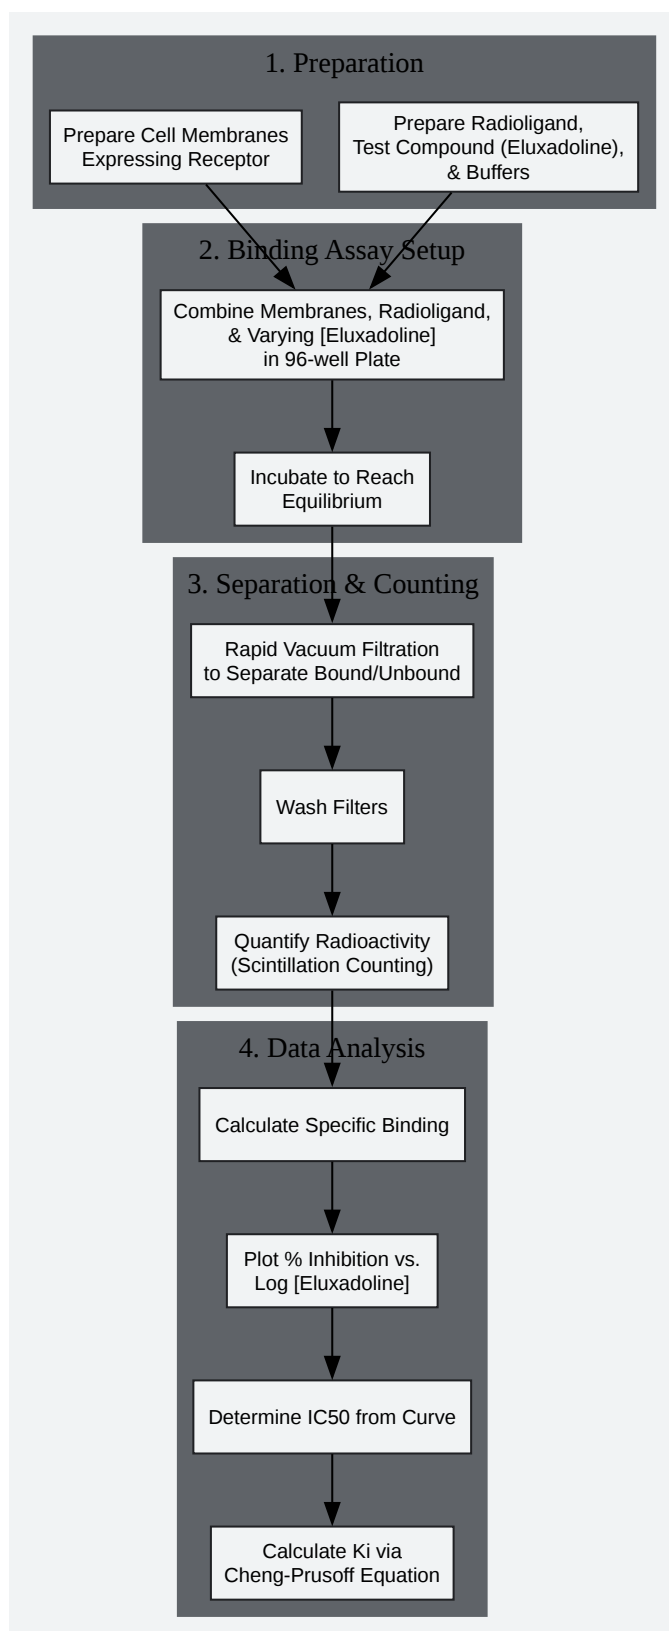 1. Preparation
Prepare Cell Membranes
Expressing Receptor
Prepare Radioligand,
Test Compound (Eluxadoline),
& Buffers
2. Binding Assay Setup
Combine Membranes, Radioligand,
& Varying [Eluxadoline]
in 96-well Plate
Incubate to Reach
Equilibrium
3. Separation & Counting
Rapid Vacuum Filtration
to Separate Bound/Unbound
Wash Filters
Quantify Radioactivity
(Scintillation Counting)
4. Data Analysis
Calculate Specific Binding
Plot % Inhibition vs.
Log [Eluxadoline]
Determine IC50 from Curve
Calculate Ki via
Cheng-Prusoff Equation